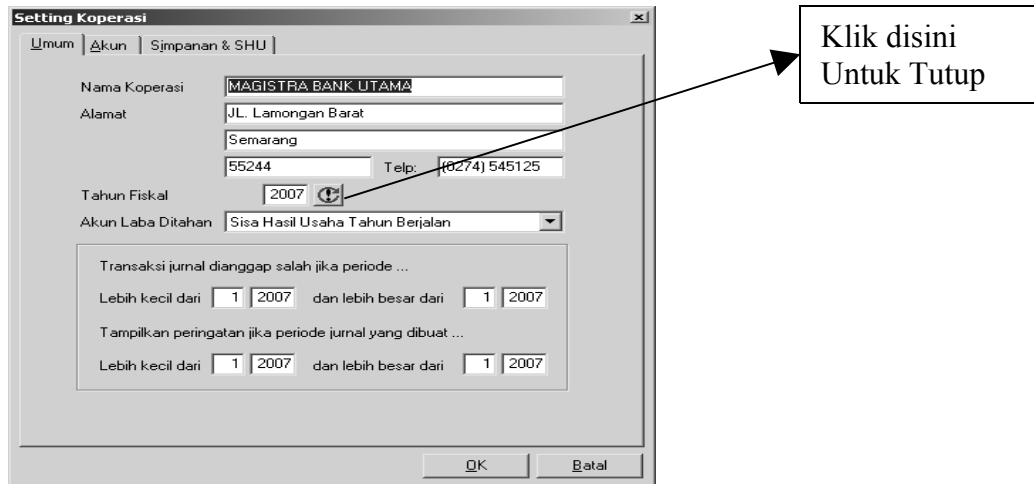 Setting Koperasi
Umum Akun Simpanan & SHU
Klik disini
Untuk Tutup
Nama Koperasi MAGISTRA BANK UTAMA
Alamat JL. Lamongan Barat
Semarang
55244 Telp: (0274) 545125
Tahun Fiskal 2007
Akun Laba Ditahan Sisa Hasil Usaha Tahun Berjalan
Transaksi jurnal dianggap salah jika periode ...
Lebih kecil dari 1 2007 dan lebih besar dari 1 2007
Tampilkan peringatan jika periode jurnal yang dibuat ...
Lebih kecil dari 1 2007 dan lebih besar dari 1 2007
OK Batal